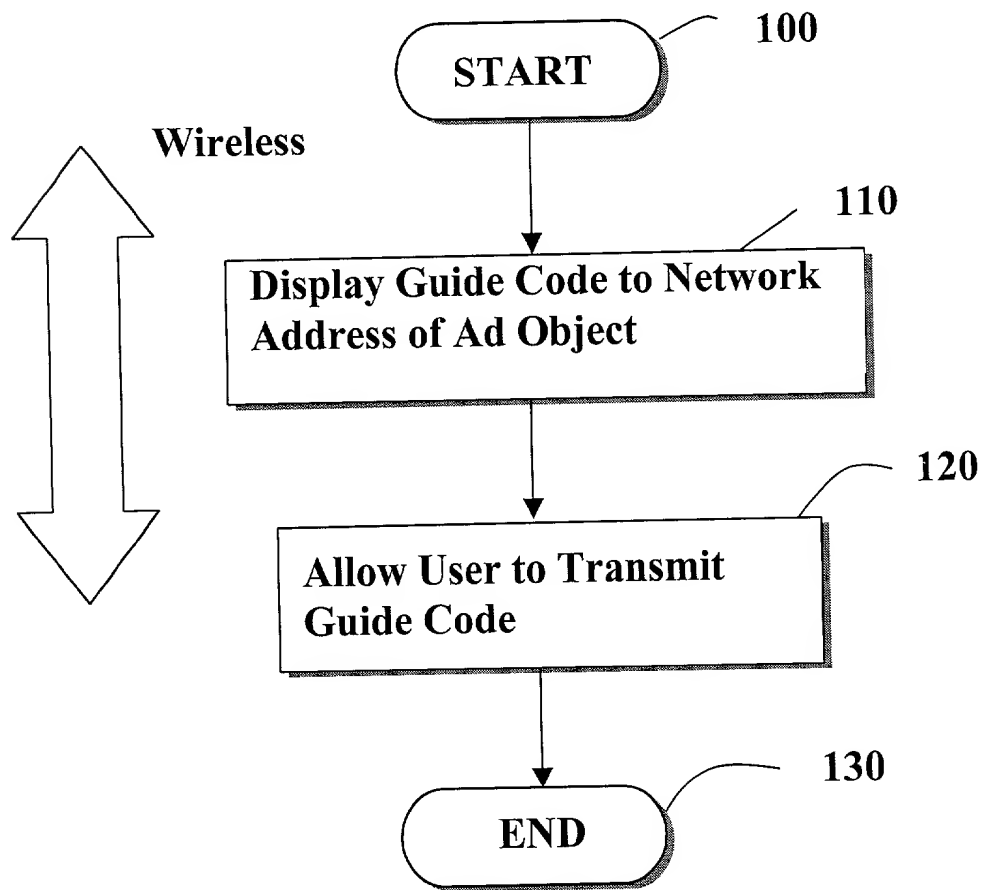 100
START
Wireless
110
Display Guide Code to Network
Address of Ad Object
120
Allow User to Transmit
Guide Code
130
END